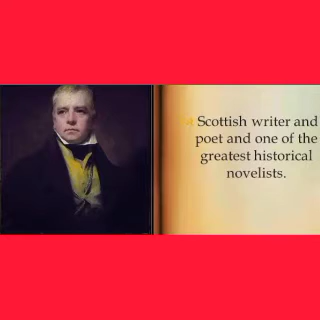 Scottish writer and
poet and one of the
greatest historical
novelists.